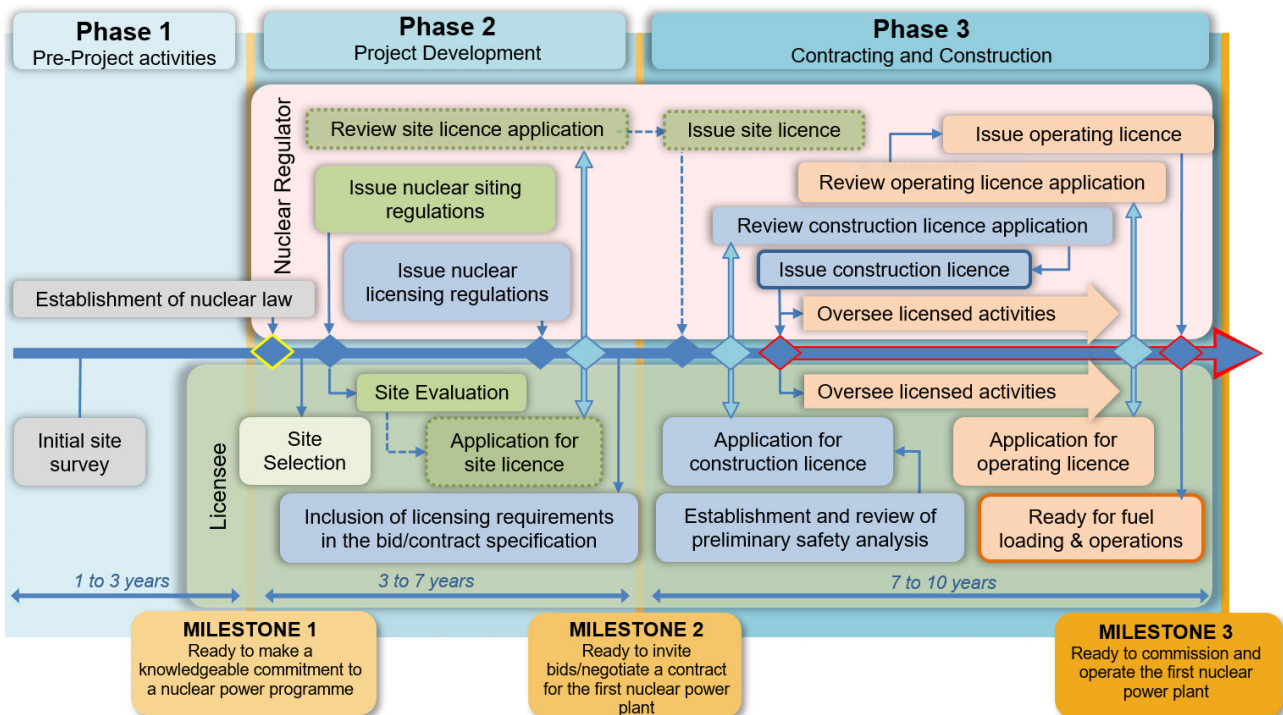 Phase 1
Pre-Project activities
Phase 2
Project Development
Phase 3
Contracting and Construction
Nuclear Regulator
Review site licence application
Issue site licence
Issue operating licence
Issue nuclear siting
regulations
Review operating licence application
Review construction licence application
Issue nuclear
licensing regulations
Issue construction licence
Establishment of nuclear law
Oversee licensed activities
Licensee
Site Evaluation
Oversee licensed activities
Initial site
survey
Site
Selection
Application for
site licence
Application for
construction licence
Application for
operating licence
Inclusion of licensing requirements
in the bid/contract specification
Establishment and review of
preliminary safety analysis
Ready for fuel
loading & operations
1 to 3 years
3 to 7 years
7 to 10 years
MILESTONE 1
Ready to make a
knowledgeable commitment to
a nuclear power programme
MILESTONE 2
Ready to invite
bids/negotiate a contract
for the first nuclear power
plant
MILESTONE 3
Ready to commission and
operate the first nuclear
power plant